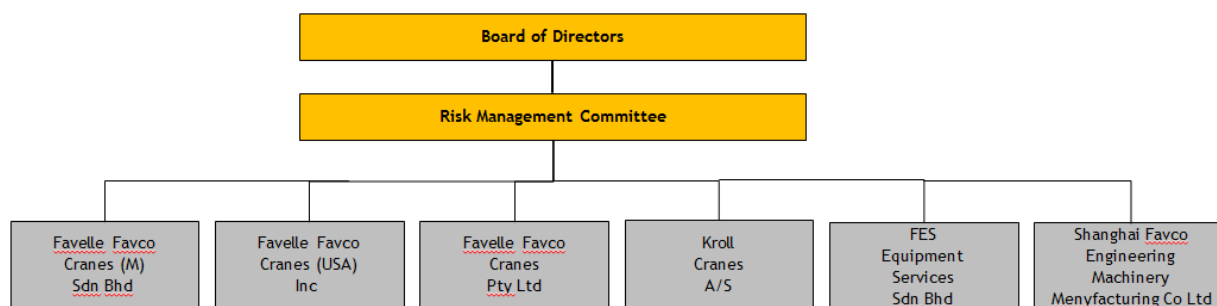 Board of Directors
Risk Management Committee
Favelle Favco
Cranes (M)
Sdn Bhd
Favelle Favco
Cranes (USA)
Inc
Favelle Favco
Cranes
Pty Ltd
Kroll
Cranes
A/S
FES
Equipment
Services
Sdn Bhd
Shanghai Favco
Engineering
Machinery
Menyfacturing Co Ltd